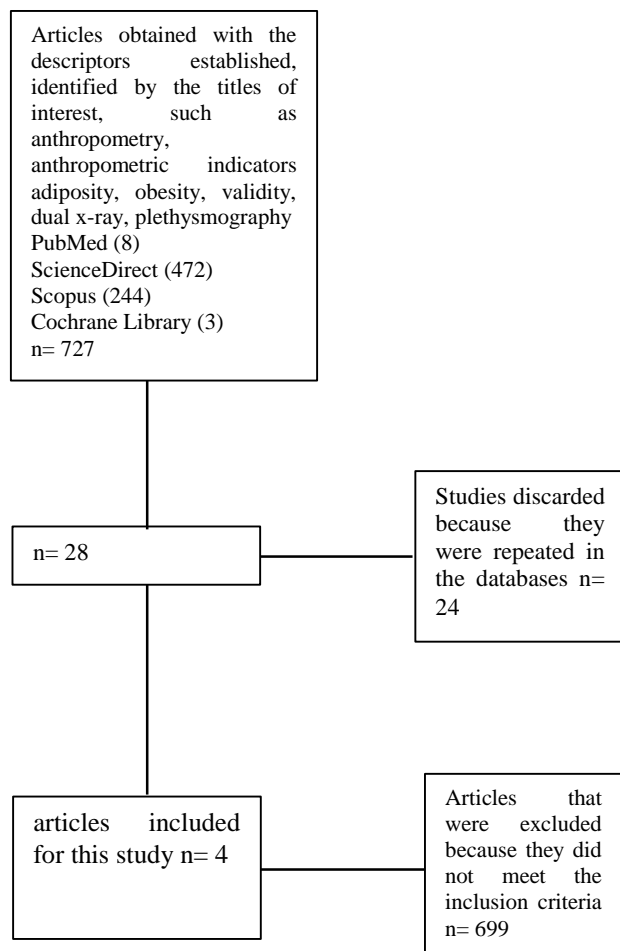 Articles obtained with the
descriptors established,
identified by the titles of
interest, such as
anthropometry,
anthropometric indicators
adiposity, obesity, validity,
dual x-ray, plethysmography
PubMed (8)
ScienceDirect (472)
Scopus (244)
Cochrane Library (3)
n= 727
Studies discarded
because they
were repeated in
the databases n=
24
n= 28
articles included
for this study n= 4
Articles that
were excluded
because they did
not meet the
inclusion criteria
n= 699